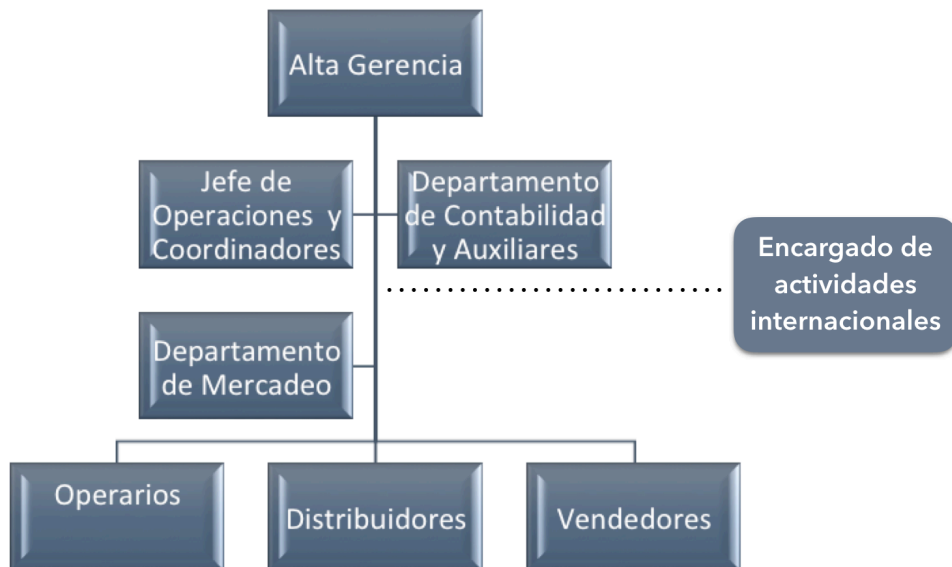 Alta Gerencia
Jefe de
Operaciones y
Coordinadores
Departamento
de Contabilidad
y Auxiliares
Encargado de
actividades
internacionales
Departamento
de Mercadeo
Operarios
Distribuidores
Vendedores